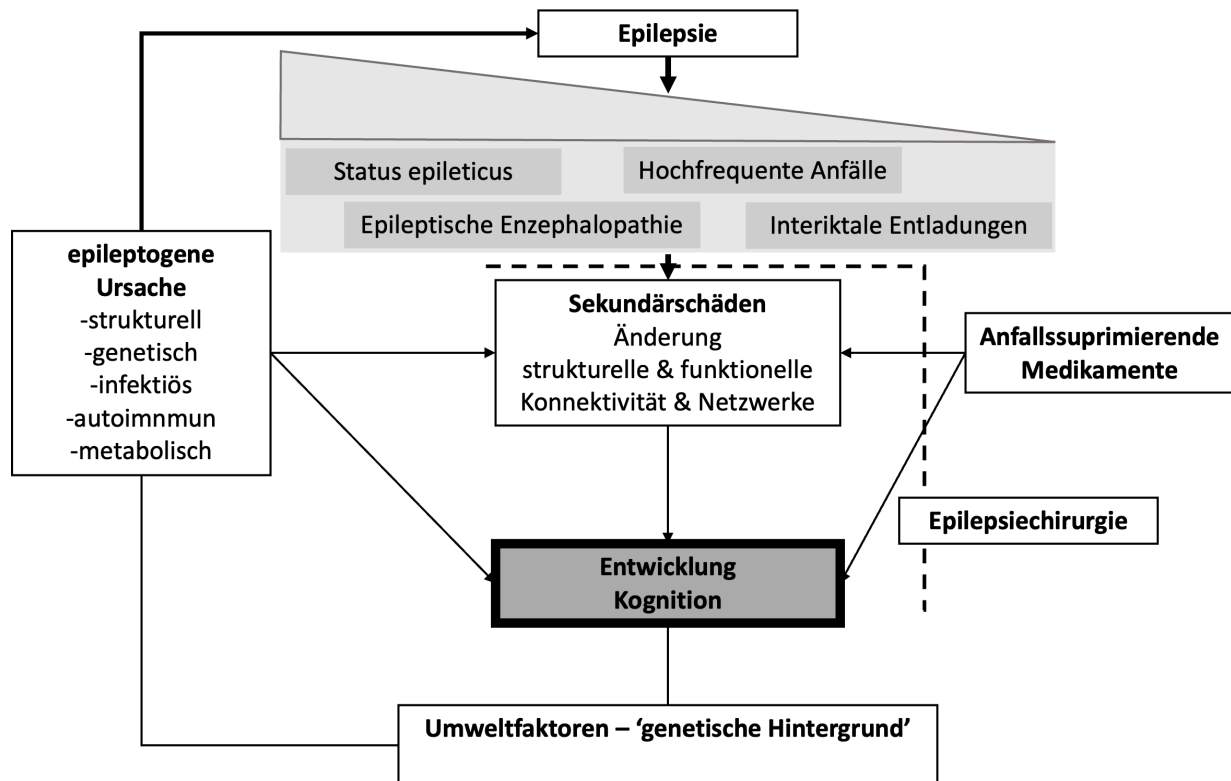 Epilepsie
Status epileticus
Hochfrequente Anfälle
Epileptische Enzephalopathie
Interiktale Entladungen
epileptogene
Ursache
-strukturell
-genetisch
-infektiös
-autoimnmun
-metabolisch
Sekundärschäden
Änderung
strukturelle & funktionelle
Konnektivität & Netzwerke
Anfallssuprimierende
Medikamente
Epilepsiechirurgie
Entwicklung
Kognition
Umweltfaktoren – ‘genetische Hintergrund’